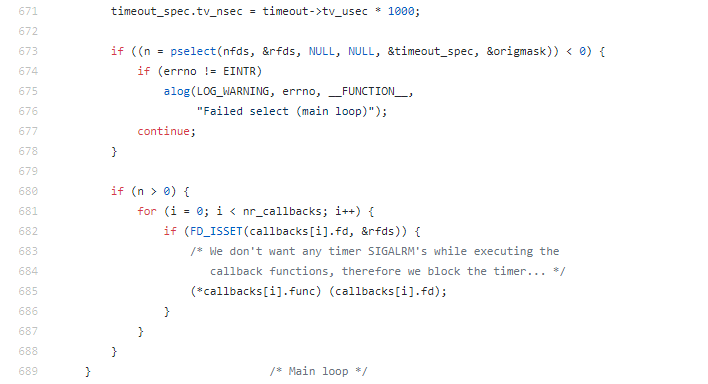 671 timeout_spec.tv_nsec = timeout->tv_usec * 1000;
672
673 if ((n = pselect(nfds, &rfds, NULL, NULL, &timeout_spec, &origmask)) < 0) {
674 if (errno != EINTR)
675 alog(LOG_WARNING, errno, __FUNCTION__,
676 "Failed select (main loop)");
677 continue;
678 }
679
680 if (n > 0) {
681 for (i = 0; i < nr_callbacks; i++) {
682 if (FD_ISSET(callbacks[i].fd, &rfds)) {
683 /* We don't want any timer SIGALRM's while executing the
684 callback functions, therefore we block the timer... */
685 (*callbacks[i].func) (callbacks[i].fd);
686 }
687 }
688 }
689 } /* Main loop */